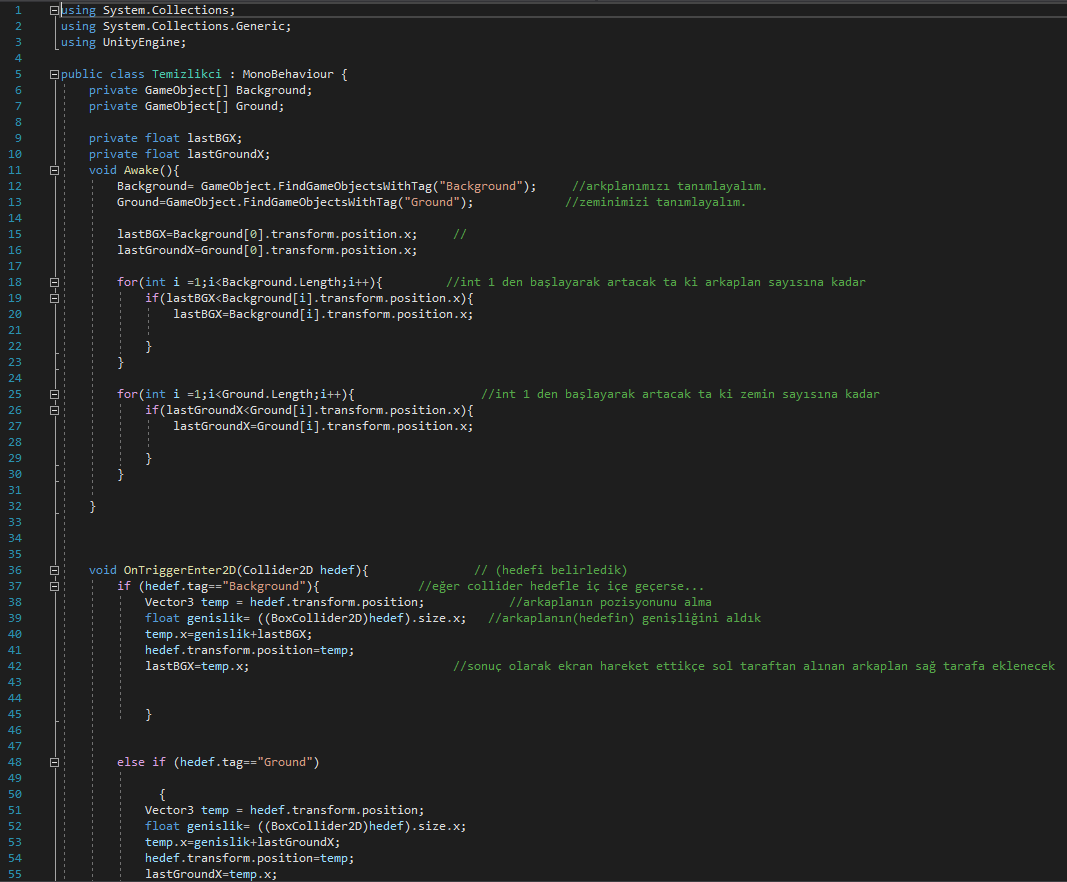 1 using System.Collections;
2 using System.Collections.Generic;
3 using UnityEngine;
4
5 public class Temizlikci : MonoBehaviour {
6 private GameObject[] Background;
7 private GameObject[] Ground;
8
9 private float lastBGX;
10 private float lastGroundX;
11 void Awake(){
12 Background= GameObject.FindGameObjectsWithTag("Background"); //arkplanımızı tanımlayalım.
13 Ground=GameObject.FindGameObjectsWithTag("Ground"); //zeminimizi tanımlayalım.
14
15 lastBGX=Background[0].transform.position.x; //
16 lastGroundX=Ground[0].transform.position.x;
17
18 for(int i =1;i<Background.Length;i++){ //int 1 den başlayarak artacak ta ki arkaplan sayısına kadar
19 if(lastBGX<Background[i].transform.position.x){
20 lastBGX=Background[i].transform.position.x;
21
22 }
23 }
24
25 for(int i =1;i<Ground.Length;i++){ //int 1 den başlayarak artacak ta ki zemin sayısına kadar
26 if(lastGroundX<Ground[i].transform.position.x){
27 lastGroundX=Ground[i].transform.position.x;
28
29 }
30 }
31
32 }
33
34
35
36 void OnTriggerEnter2D(Collider2D hedef){ // (hedefi belirledik)
37 if (hedef.tag=="Background"){ //eğer collider hedefle iç içe geçerse...
38 Vector3 temp = hedef.transform.position; //arkaplanın pozisyonunu alma
39 float genislik= ((BoxCollider2D)hedef).size.x; //arkaplanın(hedefin) genişliğini aldık
40 temp.x=genislik+lastBGX;
41 hedef.transform.position=temp;
42 lastBGX=temp.x; //sonuç olarak ekran hareket ettikçe sol taraftan alınan arkaplan sağ tarafa eklenecek
43
44
45 }
46
47
48 else if (hedef.tag=="Ground")
49
50 {
51 Vector3 temp = hedef.transform.position;
52 float genislik= ((BoxCollider2D)hedef).size.x;
53 temp.x=genislik+lastGroundX;
54 hedef.transform.position=temp;
55 lastGroundX=temp.x;